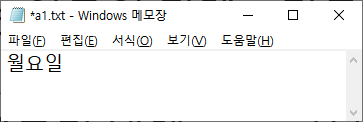 *a1.txt - Windows 메모장
파일(F) 편집(E) 서식(O) 보기(V) 도움말(H)
월요일